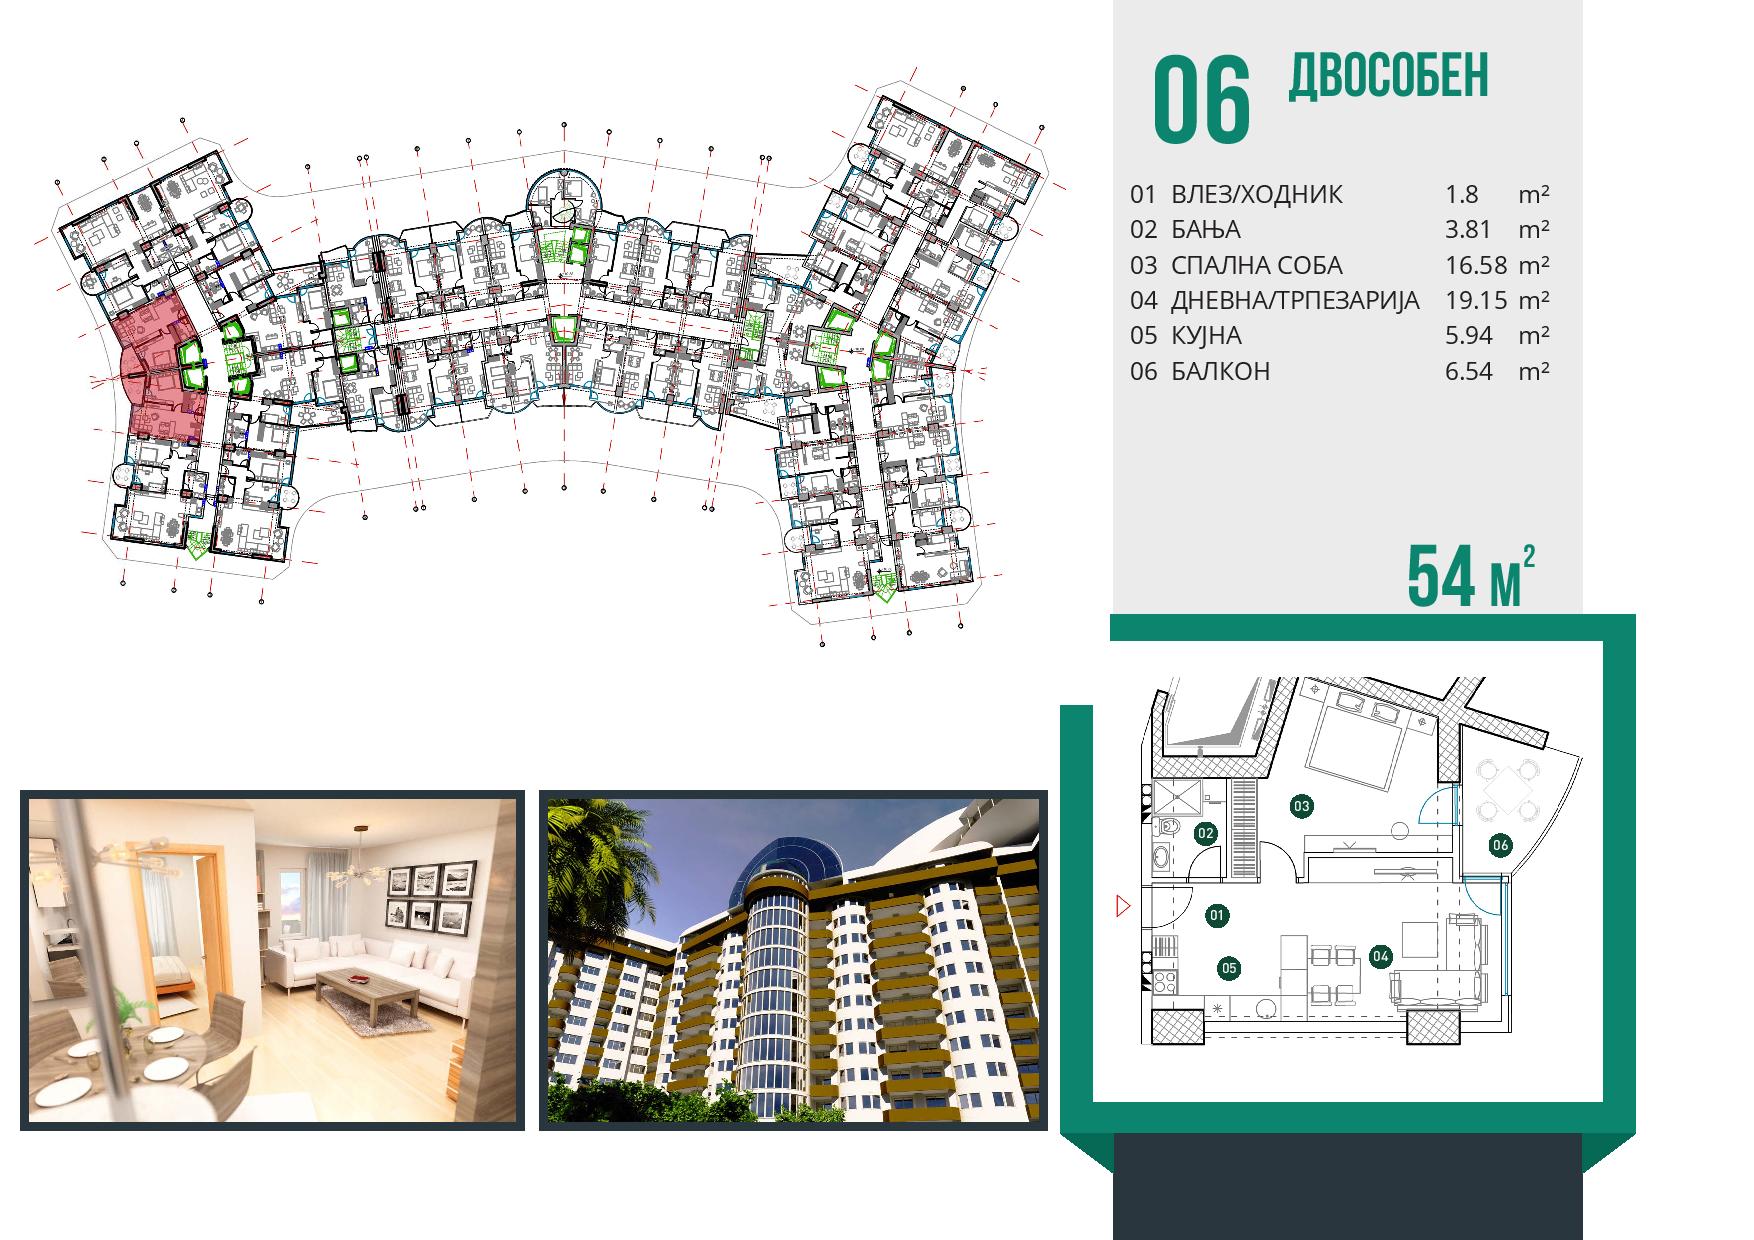 06 ДВОСОБЕН
01 ВЛЕЗ/ХОДНИК 1.8 m²
02 БАЊА 3.81 m²
03 СПАЛНА СОБА 16.58 m²
04 ДНЕВНА/ТРПЕЗАРИЈА 19.15 m²
05 КУЈНА 5.94 m²
06 БАЛКОН 6.54 m²
54 м²
03
02
06
01
04
05